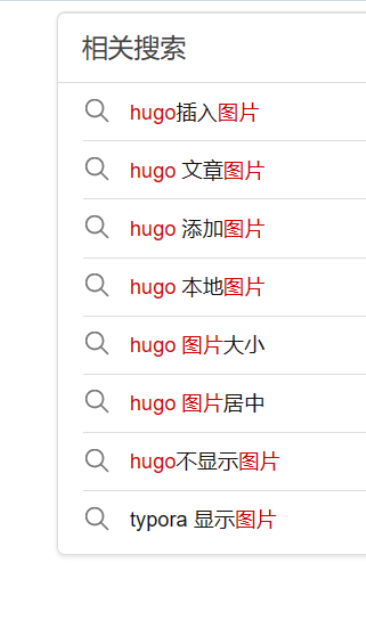 相关搜索
hugo插入图片
hugo 文章图片
hugo 添加图片
hugo 本地图片
hugo 图片大小
hugo 图片居中
hugo不显示图片
typora 显示图片